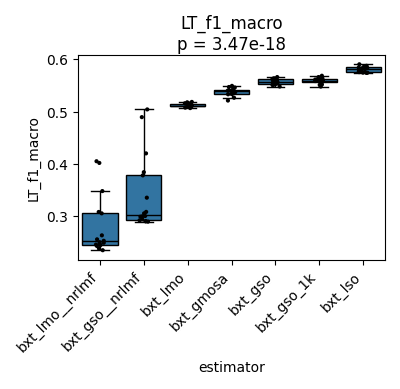 LT_f1_macro
p = 3.47e-18
0.6
0.5
0.4
0.3
LT_f1_macro
bxt_lmo__nrlmf
bxt_gso__nrlmf
bxt_lmo
bxt_gmosa
bxt_gso
bxt_gso_1k
bxt_lso
estimator